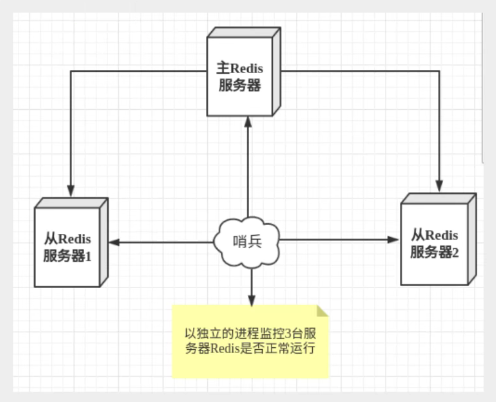 主Redis
服务器
从Redis
服务器1
哨兵
从Redis
服务器2
以独立的进程监控3台服
务器Redis是否正常运行